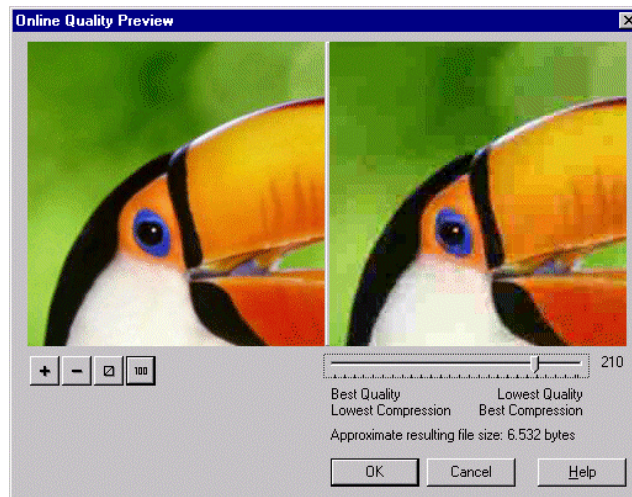 Online Quality Preview
100
210
Best Quality Lowest Quality
Lowest Compression Best Compression
Approximate resulting file size: 6.532 bytes
OK Cancel Help